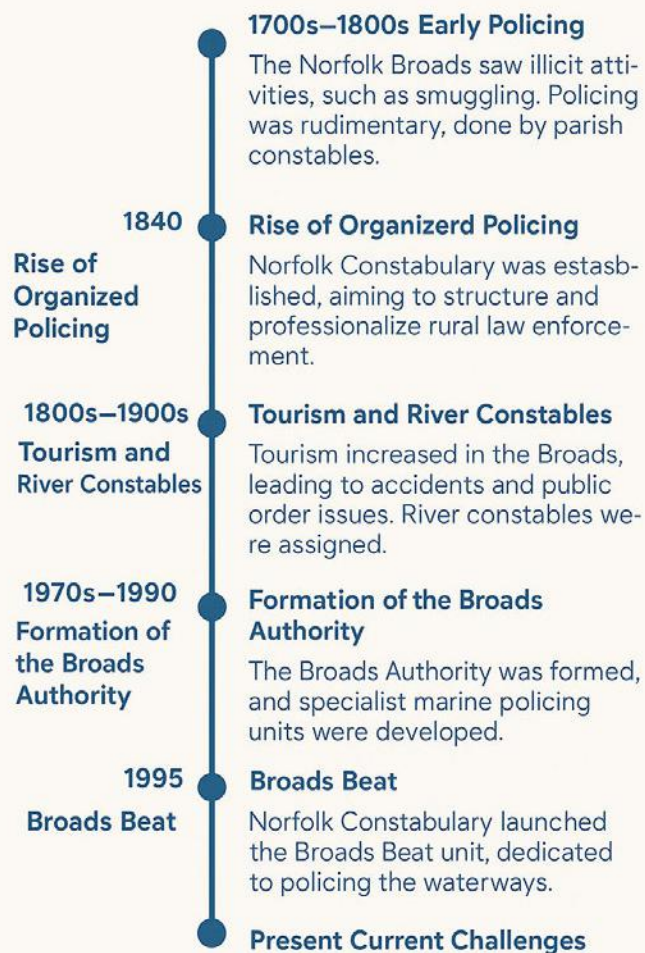 1700s–1800s Early Policing
The Norfolk Broads saw illicit atti-
vities, such as smuggling. Policing
was rudimentary, done by parish
constables.
1840
Rise of
Organized
Policing
Rise of Organizerd Policing
Norfolk Constabulary was estasb-
lished, aiming to structure and
professionalize rural law enforce-
ment.
1800s–1900s
Tourism and
River Constables
Tourism and River Constables
Tourism increased in the Broads,
leading to accidents and public
order issues. River constables we-
re assigned.
1970s–1990
Formation of
the Broads
Authority
Formation of the Broads
Authority
The Broads Authority was formed,
and specialist marine policing
units were developed.
1995
Broads Beat
Broads Beat
Norfolk Constabulary launched
the Broads Beat unit, dedicated
to policing the waterways.
Present Current Challenges